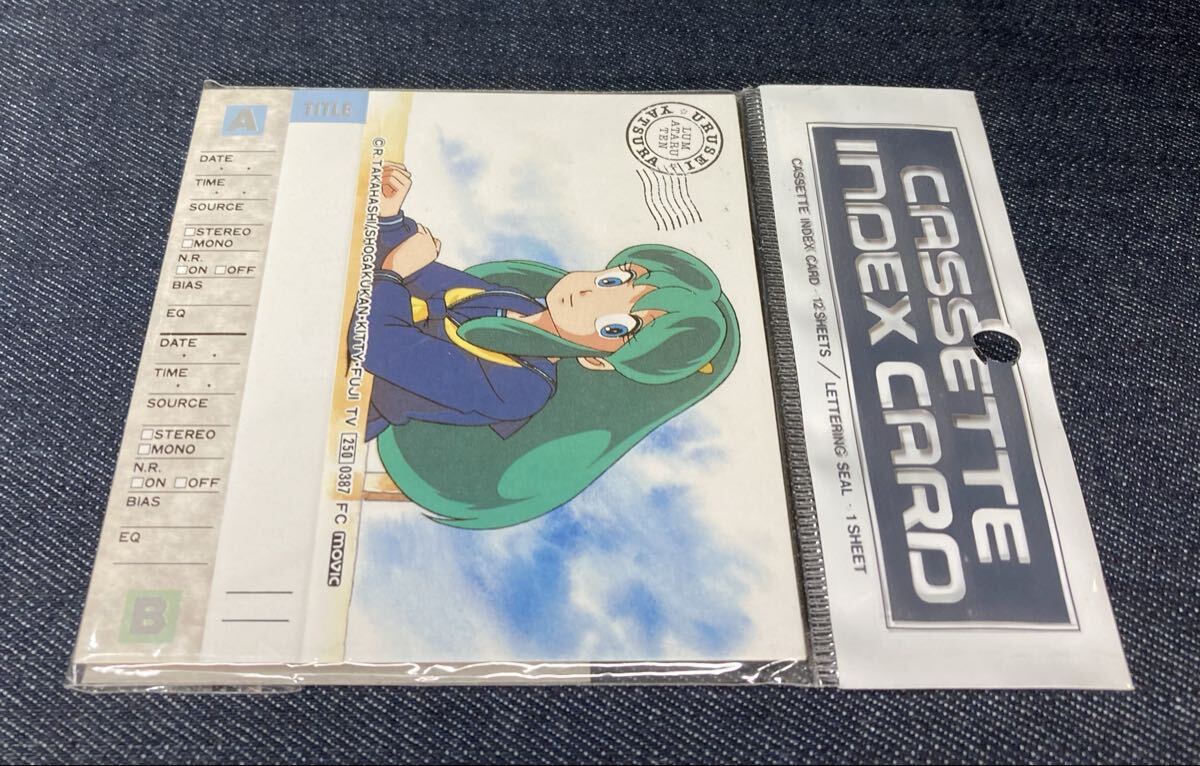 CASSETTE
INDEX CARD
CASSETTE INDEX CARD · 12 SHEETS / LETTERING SEAL · 1 SHEET
URUSEI
YATSURA
LUM
ATARU
TEN
©R.TAKAHASHI/SHOGAKUKAN·KITTY·FUJI TV 250 0387 FC movic
TITLE
A
DATE . .
TIME . .
SOURCE
□STEREO
□MONO
N.R.
□ON □OFF
BIAS
EQ
DATE . .
TIME . .
SOURCE
□STEREO
□MONO
N.R.
□ON □OFF
BIAS
EQ
B